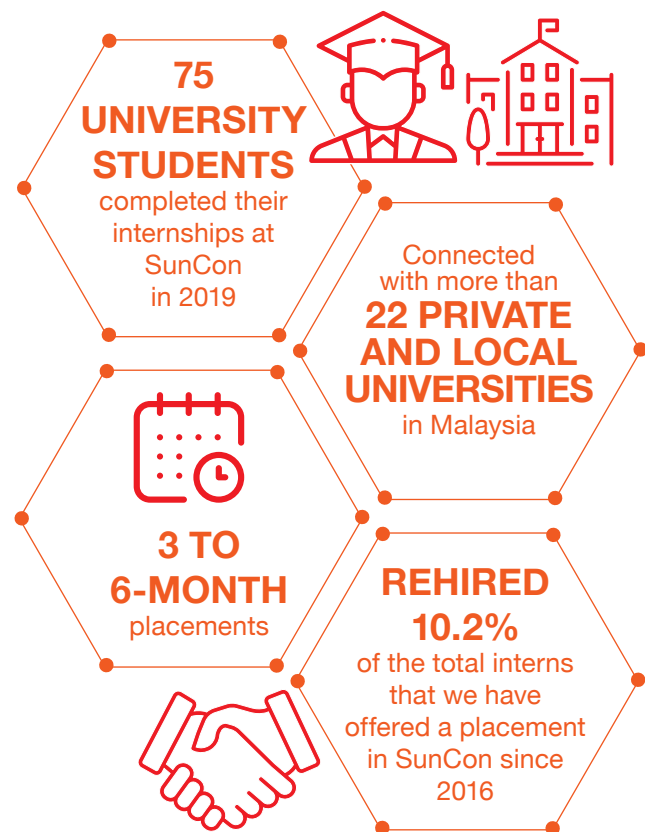 75
UNIVERSITY
STUDENTS
completed their
internships at
SunCon
in 2019
Connected
with more than
22 PRIVATE
AND LOCAL
UNIVERSITIES
in Malaysia
3 TO
6-MONTH
placements
REHIRED
10.2%
of the total interns
that we have
offered a placement
in SunCon since
2016